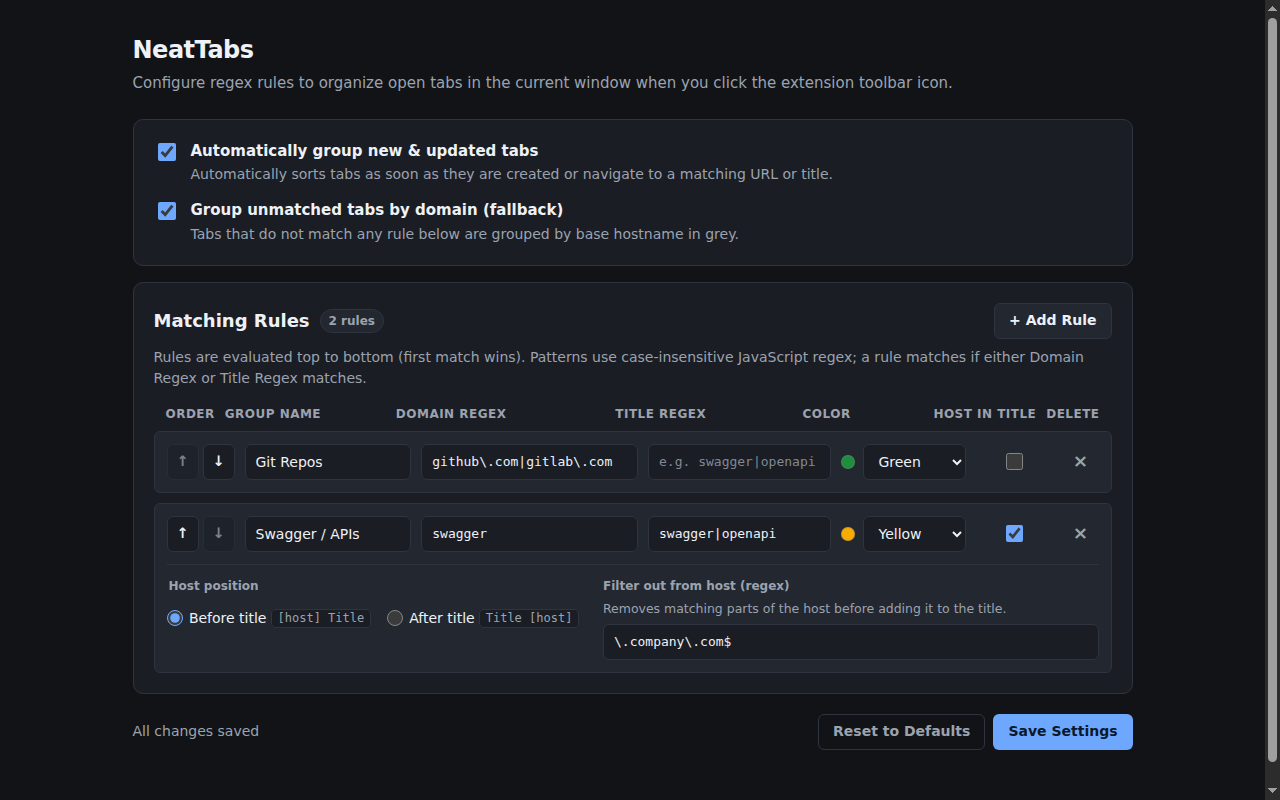 NeatTabs
Configure regex rules to organize open tabs in the current window when you click the extension toolbar icon.
Automatically group new & updated tabs
Automatically sorts tabs as soon as they are created or navigate to a matching URL or title.
Group unmatched tabs by domain (fallback)
Tabs that do not match any rule below are grouped by base hostname in grey.
Matching Rules 2 rules + Add Rule
Rules are evaluated top to bottom (first match wins). Patterns use case-insensitive JavaScript regex; a rule matches if either Domain
Regex or Title Regex matches.
ORDER GROUP NAME DOMAIN REGEX TITLE REGEX COLOR HOST IN TITLE DELETE
↑ ↓ Git Repos github\.com|gitlab\.com e.g. swagger|openapi Green ✕
↑ ↓ Swagger / APIs swagger swagger|openapi Yellow ✕
Host position Filter out from host (regex)
Removes matching parts of the host before adding it to the title.
Before title [host] Title After title Title [host]
\.company\.com$
All changes saved Reset to Defaults Save Settings